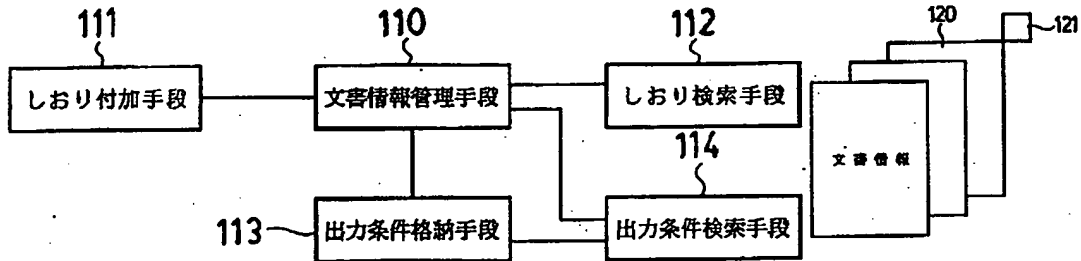 111
110
112
120
121
しおり付加手段
文書情報管理手段
しおり検索手段
文書情報
114
113
出力条件格納手段
出力条件検索手段